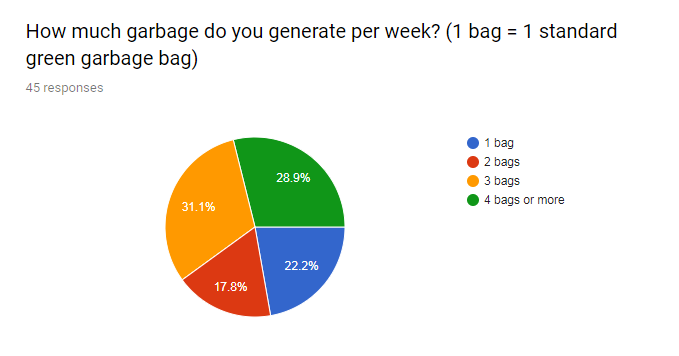 How much garbage do you generate per week? (1 bag = 1 standard
green garbage bag)
45 responses
1 bag
2 bags
3 bags
4 bags or more
28.9%
31.1%
22.2%
17.8%